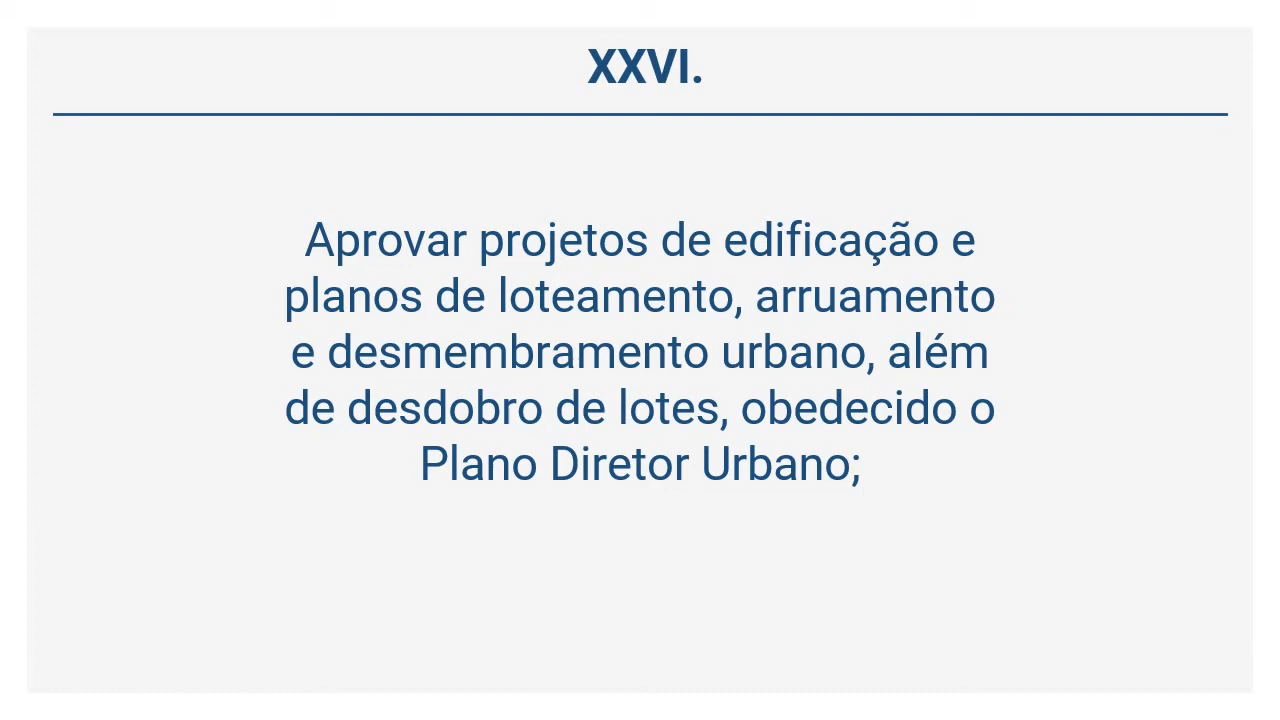 XXVI.
Aprovar projetos de edificação e
planos de loteamento, arruamento
e desmembramento urbano, além
de desdobro de lotes, obedecido o
Plano Diretor Urbano;